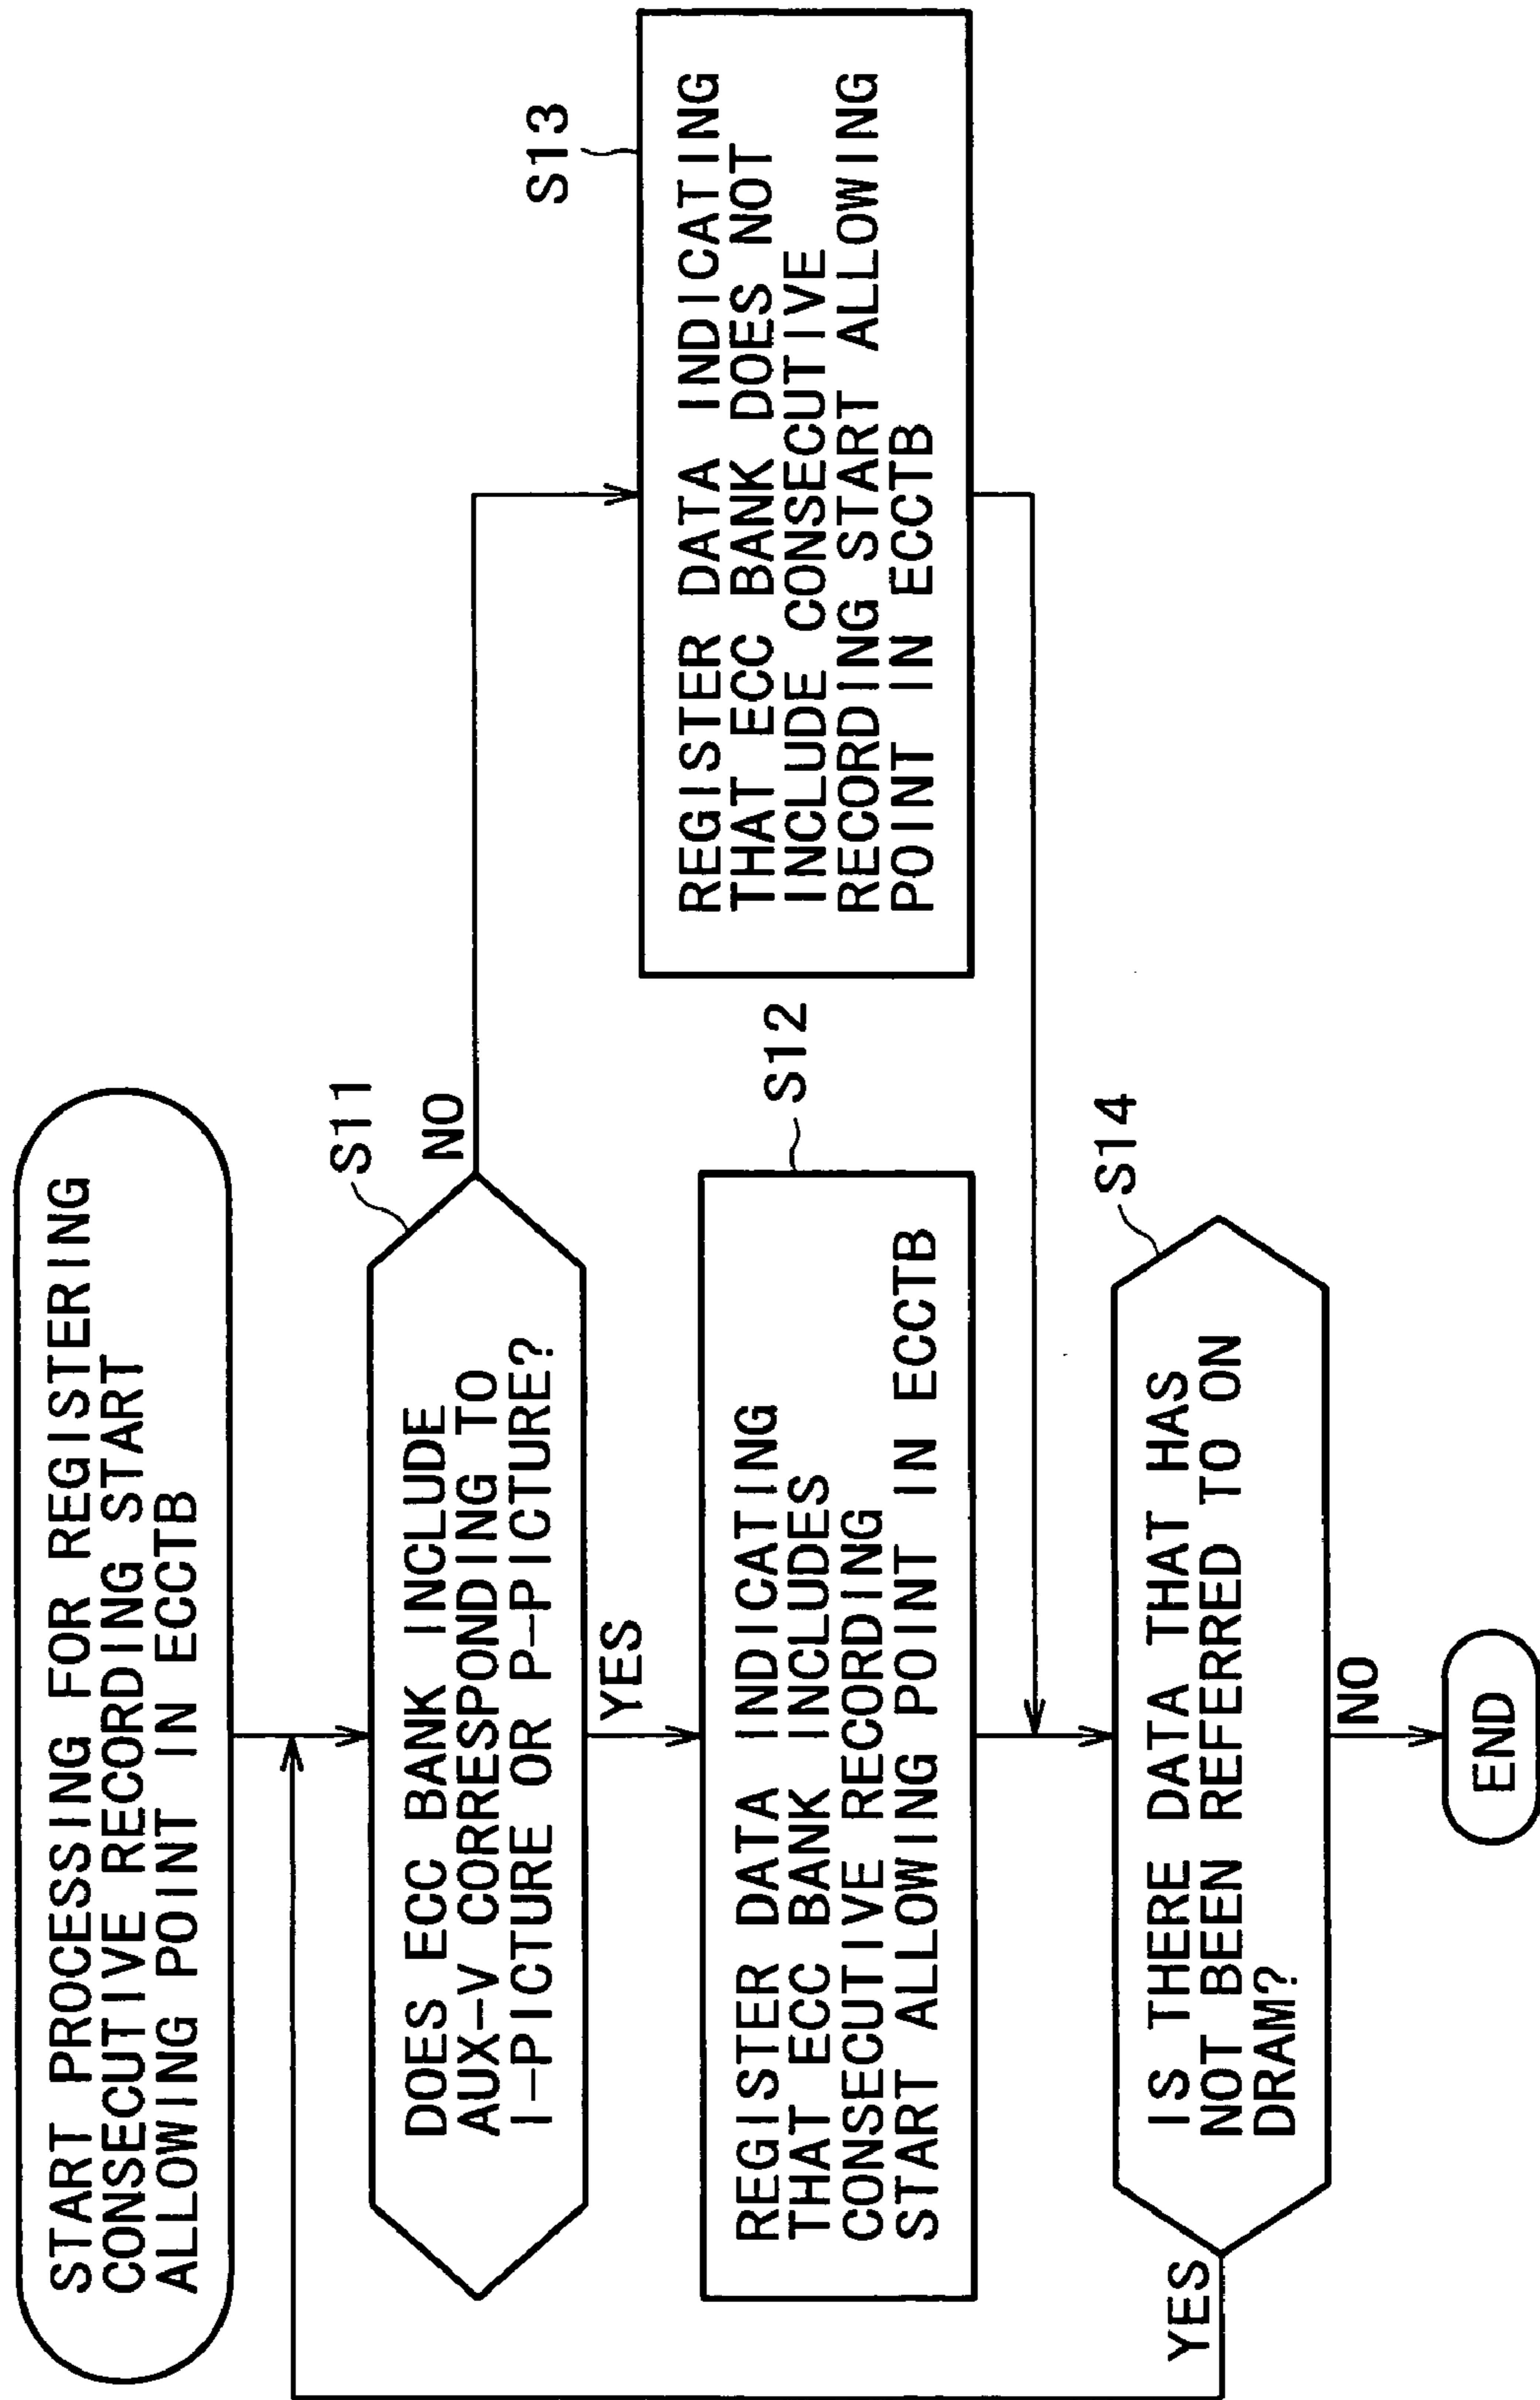 START PROCESSING FOR REGISTERING
CONSECUTIVE RECORDING START
ALLOWING POINT IN ECCTB
S11
DOES ECC BANK INCLUDE
AUX-V CORRESPONDING TO
I-PICTURE OR P-PICTURE?
NO
YES
S12
REGISTER DATA INDICATING
THAT ECC BANK INCLUDES
CONSECUTIVE RECORDING
START ALLOWING POINT IN ECCTB
S13
REGISTER DATA INDICATING
THAT ECC BANK DOES NOT
INCLUDE CONSECUTIVE
RECORDING START ALLOWING
POINT IN ECCTB
S14
IS THERE DATA THAT HAS
NOT BEEN REFERRED TO ON
DRAM?
YES
NO
END